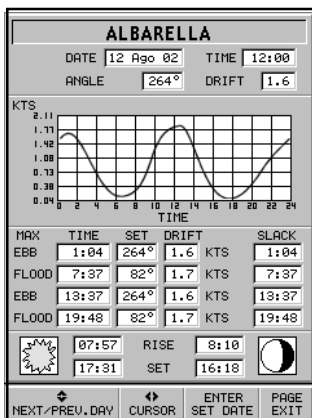 ALBARELLA
DATE 12 Ago 02 TIME 12:00
ANGLE 264° DRIFT 1.6
KTS
2.11
1.77
1.42
1.08
0.73
0.38
0.04
0 2 4 6 8 10 12 14 16 18 20 22 24
TIME
MAX TIME SET DRIFT SLACK
EBB 1:04 264° 1.6 KTS 1:04
FLOOD 7:37 82° 1.7 KTS 7:37
EBB 13:37 264° 1.6 KTS 13:37
FLOOD 19:48 82° 1.7 KTS 19:48
07:57 RISE 8:10
17:31 SET 16:18
NEXT/PREV.DAY CURSOR ENTER SET DATE PAGE EXIT